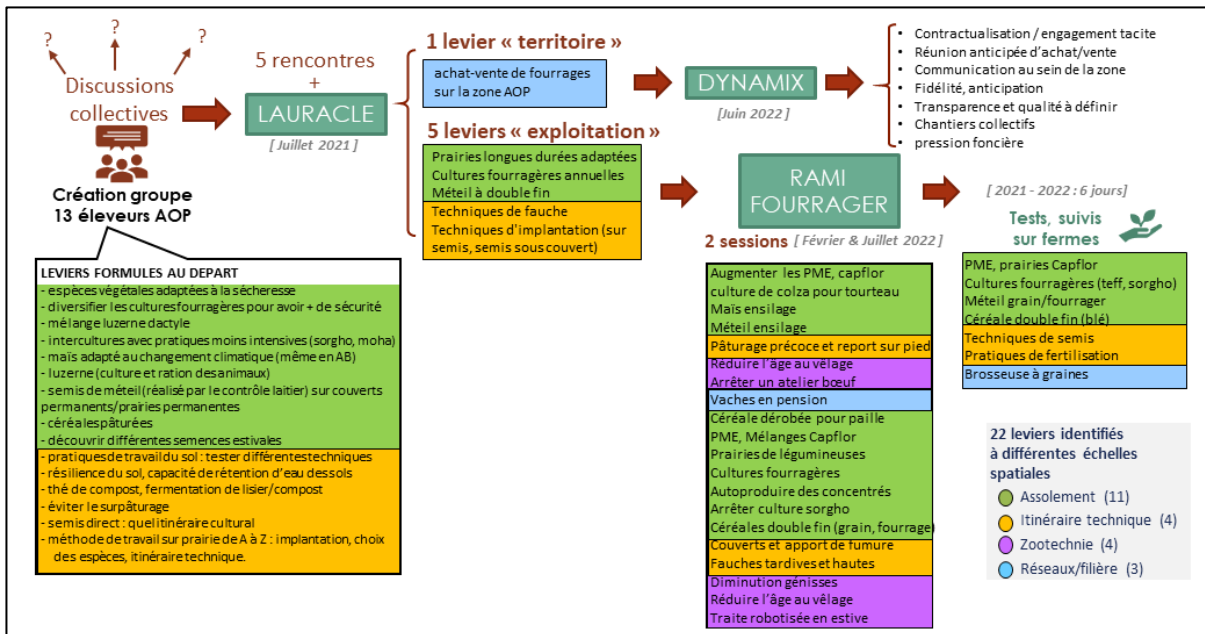 ?
?
?
Discussions
collectives
Création groupe
13 éleveurs AOP
LEVIERS FORMULES AU DEPART
- espèces végétales adaptées à la sécheresse
- diversifier les cultures fourragères pour avoir + de sécurité
- mélange luzerne dactyle
- intercultures avec pratiques moins intensives (sorgho, moha)
- maïs adapté au changement climatique (même en AB)
- luzerne (culture et ration des animaux)
- semis de méteil (réalisé par le contrôle laitier) sur couverts
permanents/prairies permanentes
- céréales pâturées
- découvrir différentes semences estivales
- pratiques de travail du sol : tester différentes techniques
- résilience du sol, capacité de rétention d'eau des sols
- thé de compost, fermentation de lisier/compost
- éviter le surpâturage
- semis direct : quel itinéraire cultural
- méthode de travail sur prairie de A à Z : implantation, choix
des espèces, itinéraire technique.
5 rencontres
+
LAURACLE
[ Juillet 2021 ]
1 levier « territoire »
achat-vente de fourrages
sur la zone AOP
5 leviers « exploitation »
Prairies longues durées adaptées
Cultures fourragères annuelles
Méteil à double fin
Techniques de fauche
Techniques d'implantation (sur
semis, semis sous couvert)
DYNAMIX
[Juin 2022 ]
• Contractualisation / engagement tacite
• Réunion anticipée d'achat/vente
• Communication au sein de la zone
• Fidélité, anticipation
• Transparence et qualité à définir
• Chantiers collectifs
• pression foncière
RAMI
FOURRAGER
2 sessions [ Février & Juillet 2022 ]
Augmenter les PME, capflor
culture de colza pour tourteau
Maïs ensilage
Méteil ensilage
Pâturage précoce et report sur pied
Réduire l'âge au vêlage
Arrêter un atelier bœuf
Vaches en pension
Céréale dérobée pour paille
PME, Mélanges Capflor
Prairies de légumineuses
Cultures fourragères
Autoproduire des concentrés
Arrêter culture sorgho
Céréales double fin (grain, fourrage)
Couverts et apport de fumure
Fauches tardives et hautes
Diminution génisses
Réduire l'âge au vêlage
Traite robotisée en estive
[ 2021 - 2022 : 6 jours]
Tests, suivis
sur fermes
PME, prairies Capflor
Cultures fourragères (teff, sorgho)
Méteil grain/fourrager
Céréale double fin (blé)
Techniques de semis
Pratiques de fertilisation
Brosseuse à graines
22 leviers identifiés
à différentes échelles
spatiales
Assolement (11)
Itinéraire technique (4)
Zootechnie (4)
Réseaux/filière (3)